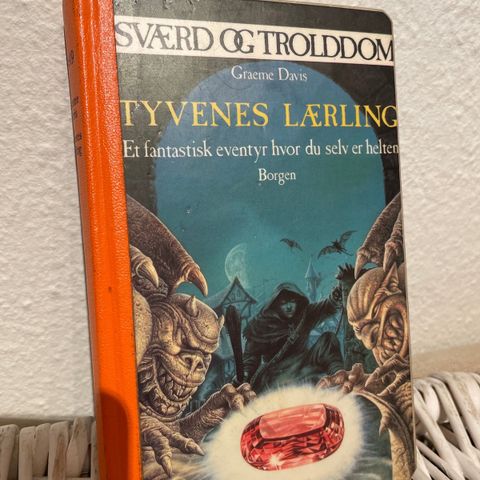 SVÆRD OG TROLDDOM
Graeme Davis
TYVENES LÆRLING
Et fantastisk eventyr hvor du selv er helten
Borgen